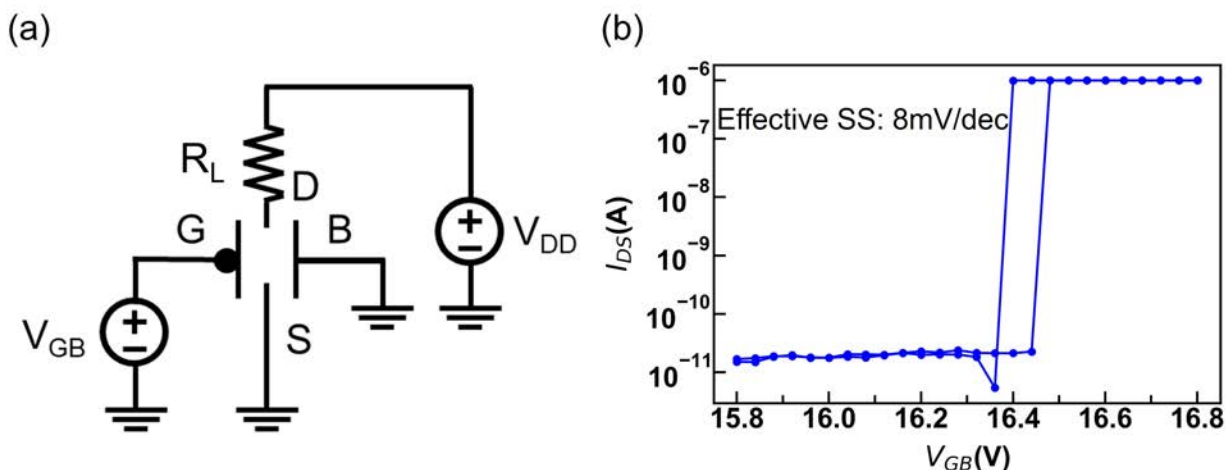 (a)
R_L
D
G
B
V_DD
V_GB
S
(b)
10⁻⁶
Effective SS: 8mV/dec
10⁻⁷
10⁻⁸
10⁻⁹
10⁻¹⁰
10⁻¹¹
I_DS(A)
15.8 16.0 16.2 16.4 16.6 16.8
V_GB(V)